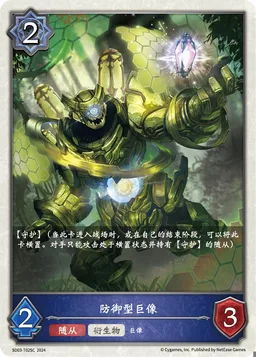 2
【守护】（当此卡进入战场时，或在自己的结束阶段，可以将此
卡横置。对手只能攻击处于横置状态并持有【守护】的随从）
防御型巨像
2
随从 衍生物 巨像
3
SD03-T02SC 2024
© Cygames, Inc. Published by NetEase Games